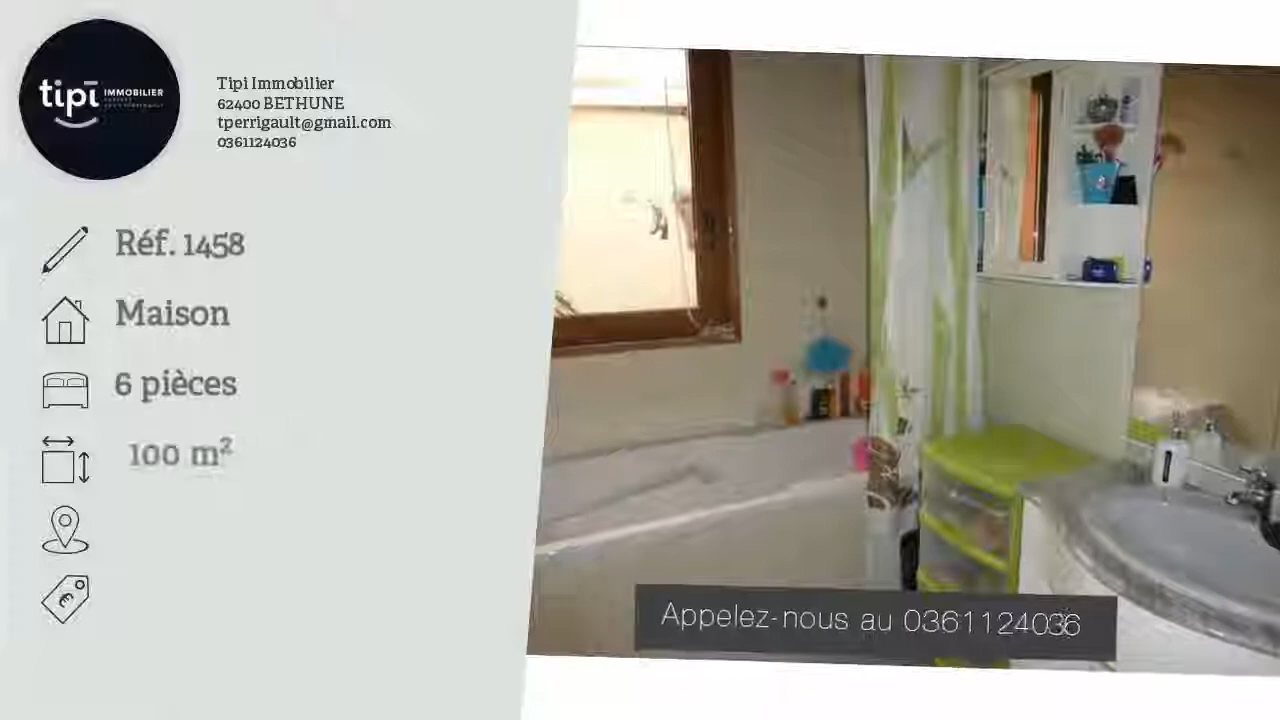 tipi IMMOBILIER
Tipi Immobilier
62400 BETHUNE
tperrigault@gmail.com
0361124036
Réf. 1458
Maison
6 pièces
100 m²
€
Appelez-nous au 0361124036